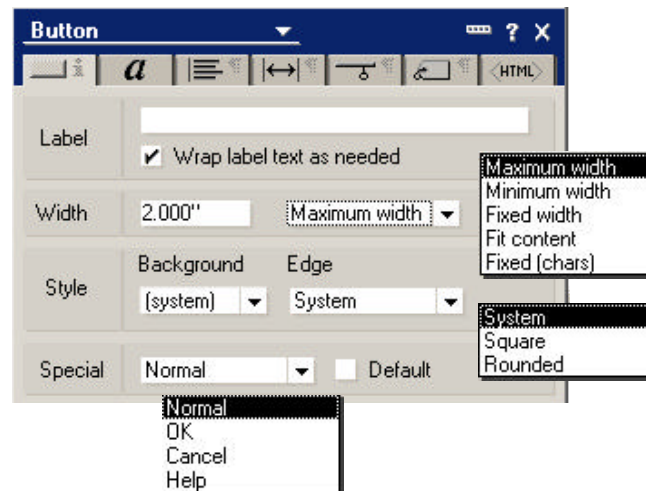 Button
?
X
i a <HTML>
Label
Wrap label text as needed
Width 2.000" Maximum width
Maximum width
Minimum width
Fixed width
Fit content
Fixed (chars)
Style
Background Edge
(system) System
System
Square
Rounded
Special Normal Default
Normal
OK
Cancel
Help